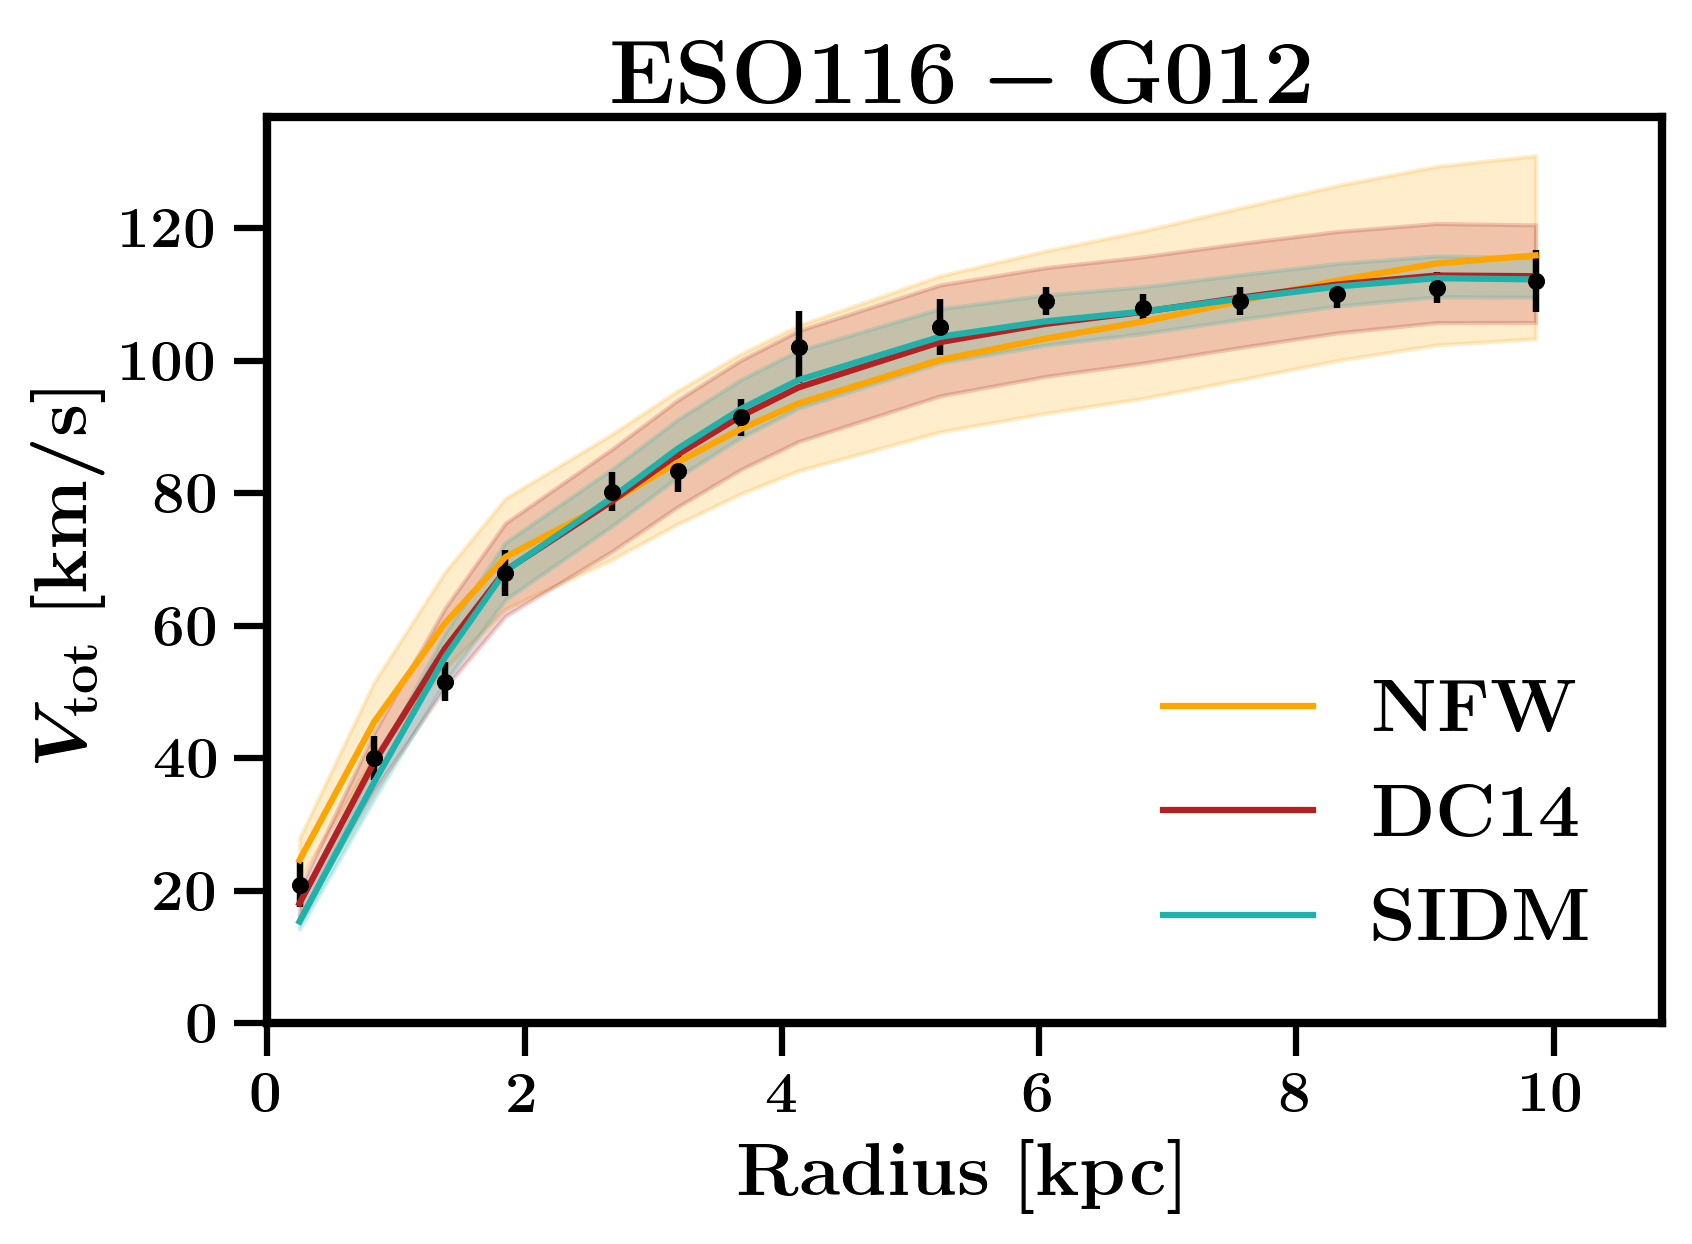 ESO116 − G012
120
100
80
60
40
20
0
V_tot [km/s]
NFW
DC14
SIDM
0 2 4 6 8 10
Radius [kpc]